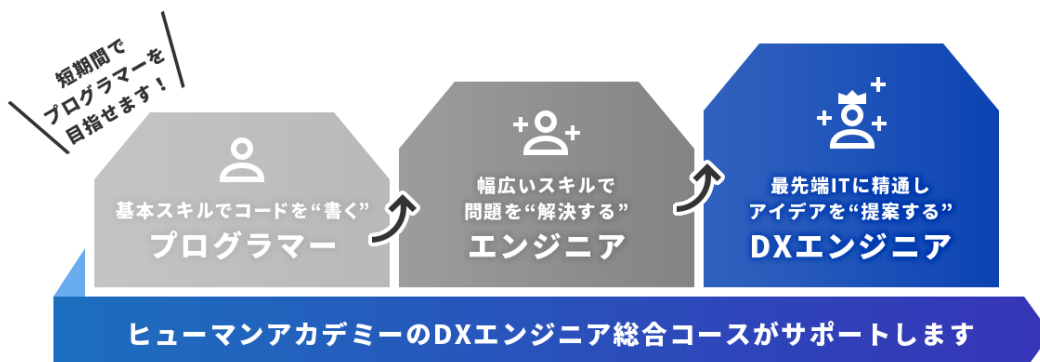 短期間で
プログラマーを
目指せます！
基本スキルでコードを“書く”
プログラマー
幅広いスキルで
問題を“解決する”
エンジニア
最先端ITに精通し
アイデアを“提案する”
DXエンジニア
ヒューマンアカデミーのDXエンジニア総合コースがサポートします